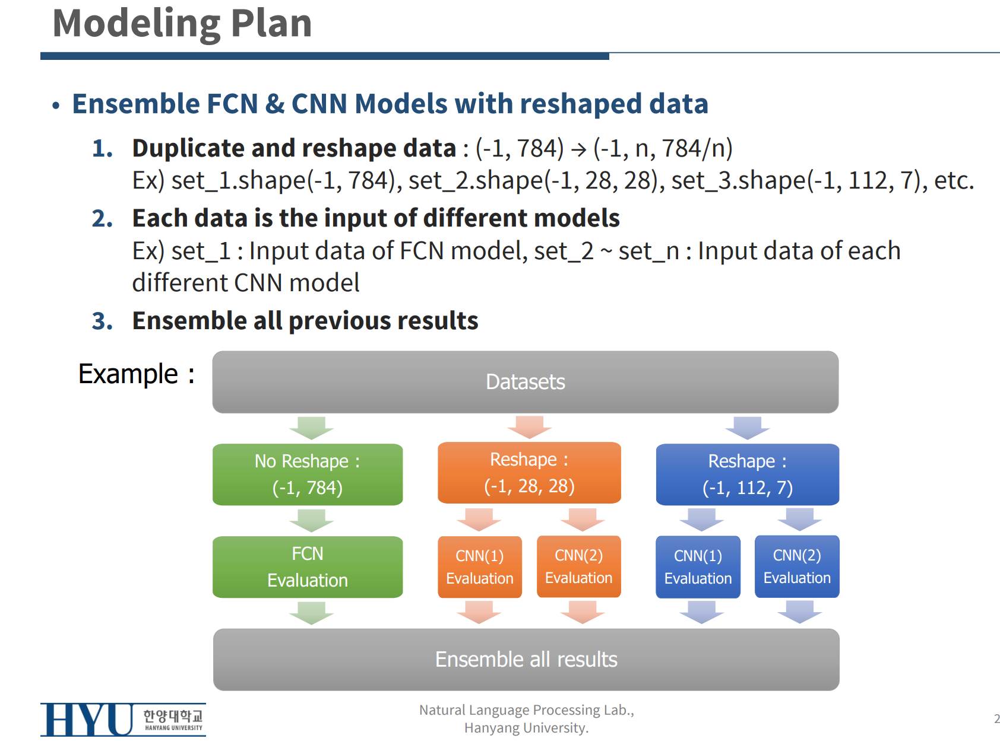 Modeling Plan
• Ensemble FCN & CNN Models with reshaped data
1. Duplicate and reshape data : (-1, 784) → (-1, n, 784/n)
Ex) set_1.shape(-1, 784), set_2.shape(-1, 28, 28), set_3.shape(-1, 112, 7), etc.
2. Each data is the input of different models
Ex) set_1 : Input data of FCN model, set_2 ~ set_n : Input data of each
different CNN model
3. Ensemble all previous results
Example :
Datasets
No Reshape :
(-1, 784)
Reshape :
(-1, 28, 28)
Reshape :
(-1, 112, 7)
FCN
Evaluation
CNN(1)
Evaluation
CNN(2)
Evaluation
CNN(1)
Evaluation
CNN(2)
Evaluation
Ensemble all results
HYU 한양대학교
HANYANG UNIVERSITY
Natural Language Processing Lab.,
Hanyang University.
2